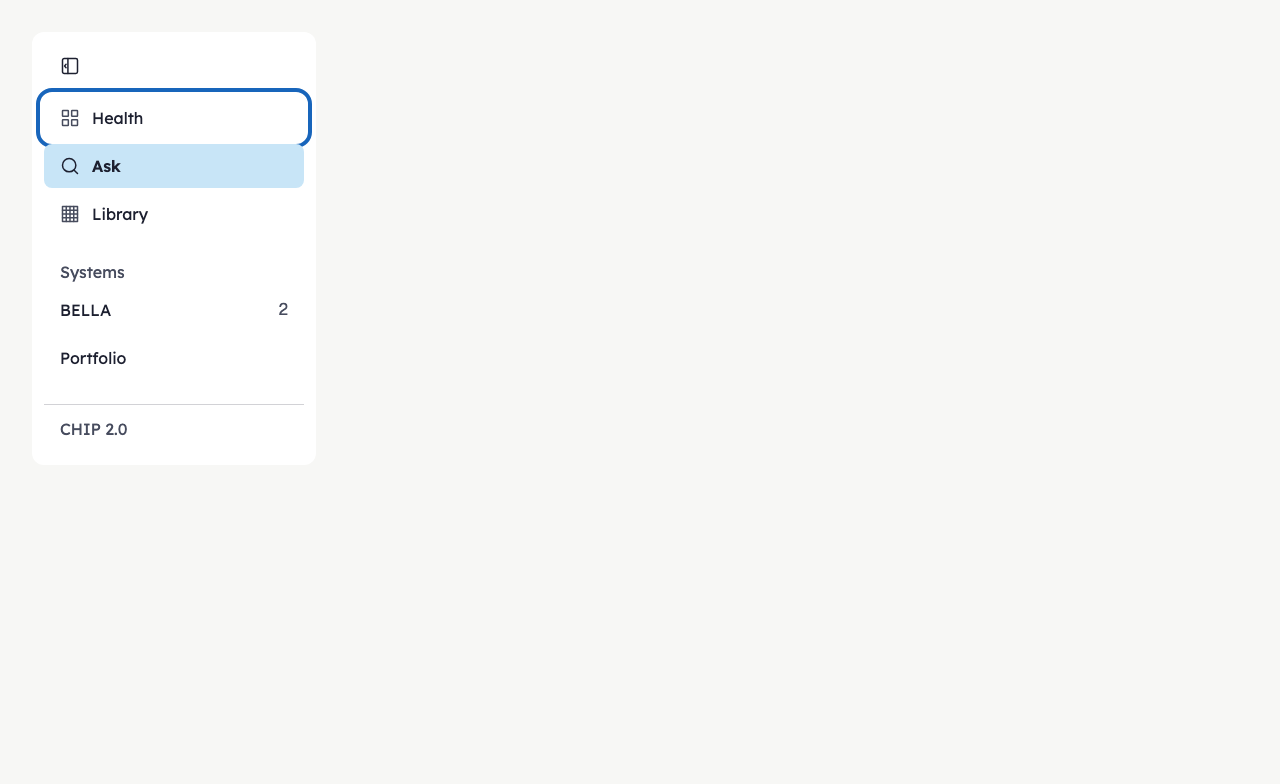 Health
Ask
Library
Systems
BELLA 2
Portfolio
CHIP 2.0